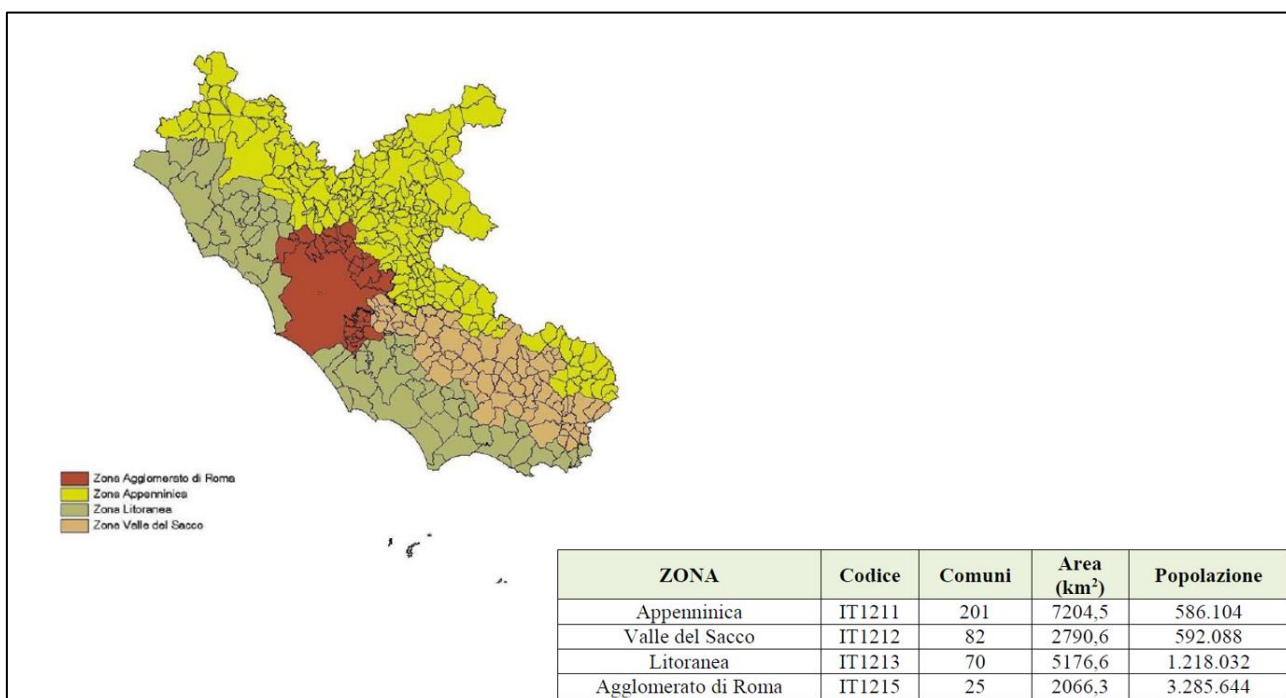 Zona Agglomerato di Roma
Zona Appenninica
Zona Litoranea
Zona Valle del Sacco
ZONA Codice Comuni Area (km²) Popolazione
Appenninica IT1211 201 7204,5 586.104
Valle del Sacco IT1212 82 2790,6 592.088
Litoranea IT1213 70 5176,6 1.218.032
Agglomerato di Roma IT1215 25 2066,3 3.285.644